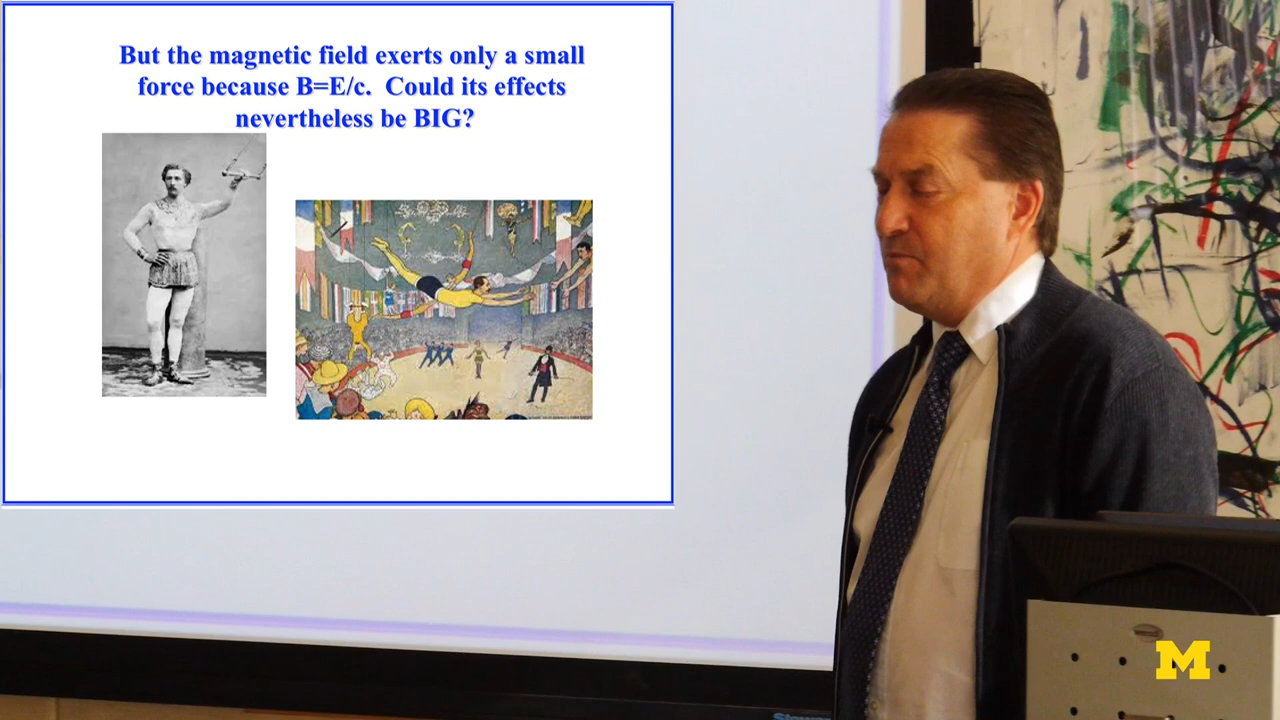 But the magnetic field exerts only a small
force because B=E/c.  Could its effects
nevertheless be BIG?
M